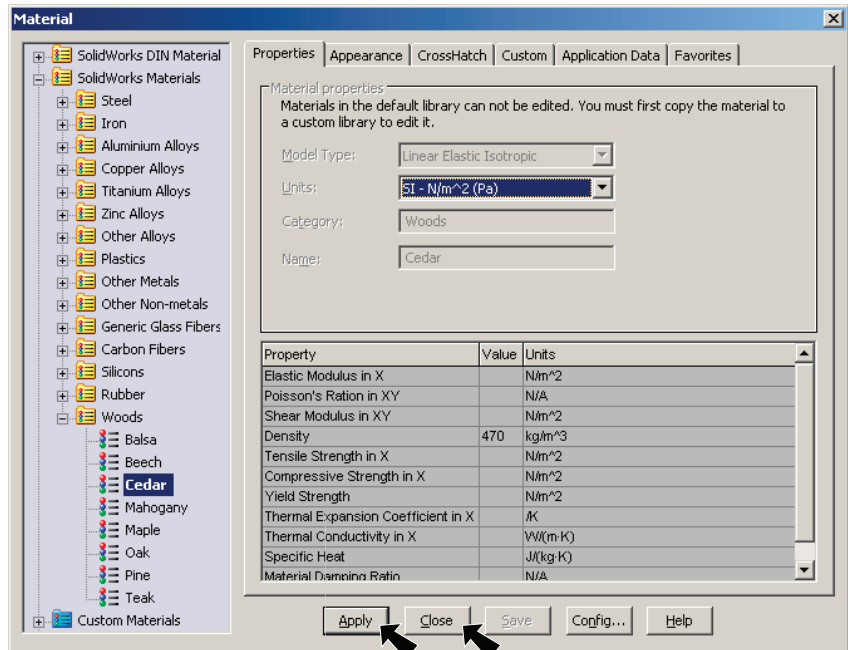 Material
SolidWorks DIN Material
SolidWorks Materials
Steel
Iron
Aluminium Alloys
Copper Alloys
Titanium Alloys
Zinc Alloys
Other Alloys
Plastics
Other Metals
Other Non-metals
Generic Glass Fibers
Carbon Fibers
Silicons
Rubber
Woods
Balsa
Beech
Cedar
Mahogany
Maple
Oak
Pine
Teak
Custom Materials
Properties Appearance CrossHatch Custom Application Data Favorites
Material properties
Materials in the default library can not be edited. You must first copy the material to
a custom library to edit it.
Model Type: Linear Elastic Isotropic
Units: SI - N/m^2 (Pa)
Category: Woods
Name: Cedar
Property Value Units
Elastic Modulus in X N/m^2
Poisson's Ration in XY N/A
Shear Modulus in XY N/m^2
Density 470 kg/m^3
Tensile Strength in X N/m^2
Compressive Strength in X N/m^2
Yield Strength N/m^2
Thermal Expansion Coefficient in X /K
Thermal Conductivity in X W/(m·K)
Specific Heat J/(kg·K)
Material Damping Ratio N/A
Apply Close Save Config... Help